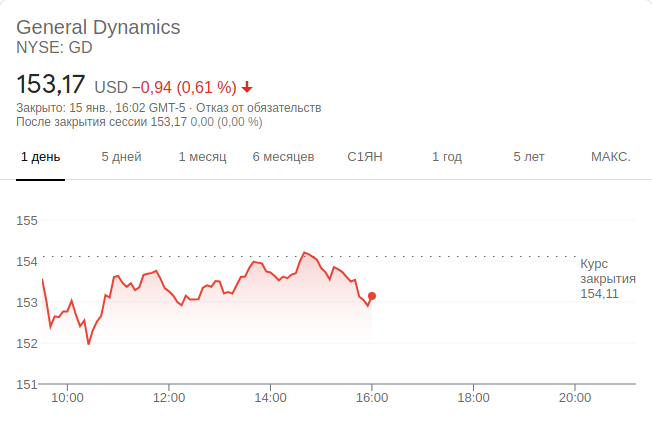 General Dynamics
NYSE: GD
153,17 USD −0,94 (0,61 %)
Закрыто: 15 янв., 16:02 GMT-5 · Отказ от обязательств
После закрытия сессии 153,17 0,00 (0,00 %)
1 день 5 дней 1 месяц 6 месяцев С1ЯН 1 год 5 лет МАКС.
155
154
Курс
закрытия
153
154,11
152
151
10:00 12:00 14:00 16:00 18:00 20:00